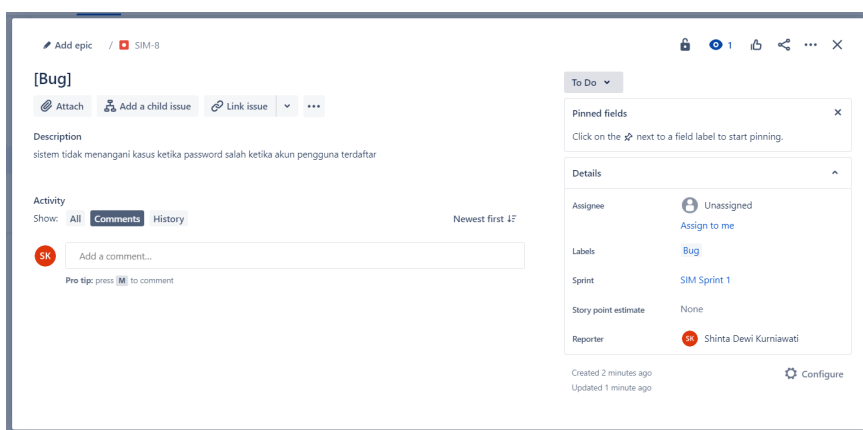 Add epic / SIM-8
1
[Bug]
Attach Add a child issue Link issue
Description
sistem tidak menangani kasus ketika password salah ketika akun pengguna terdaftar
Activity
Show: All Comments History Newest first
SK Add a comment...
Pro tip: press M to comment
To Do
Pinned fields
Click on the next to a field label to start pinning.
Details
Assignee Unassigned
Assign to me
Labels Bug
Sprint SIM Sprint 1
Story point estimate None
Reporter SK Shinta Dewi Kurniawati
Created 2 minutes ago Configure
Updated 1 minute ago